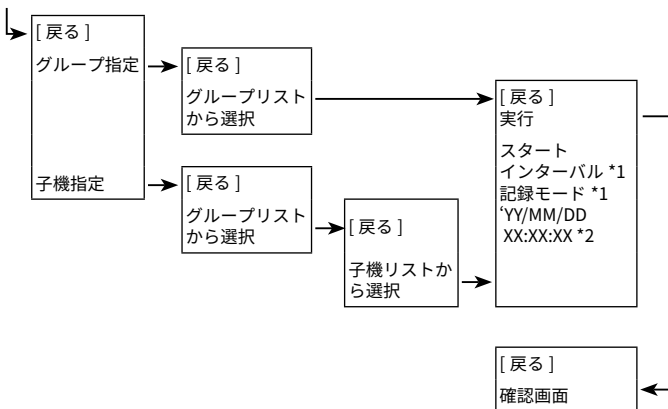 [ 戻る ]
グループ指定
子機指定
[ 戻る ]
グループリスト
から選択
[ 戻る ]
グループリスト
から選択
[ 戻る ]
子機リストか
ら選択
[ 戻る ]
実行
スタート
インターバル *1
記録モード *1
‘YY/MM/DD
XX:XX:XX *2
[ 戻る ]
確認画面